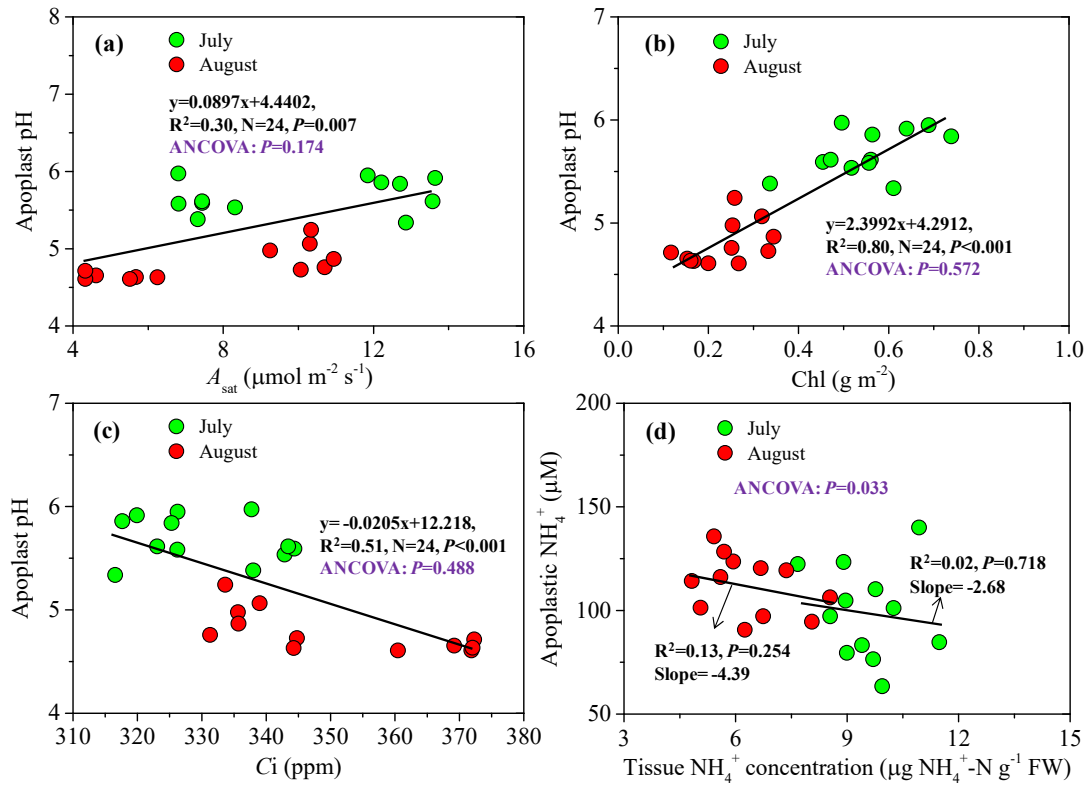 (a)
July
August
y=0.0897x+4.4402,
R²=0.30, N=24, P=0.007
ANCOVA: P=0.174
Apoplast pH
8
7
6
5
4
4 8 12 16
A_sat (μmol m⁻² s⁻¹)
(b)
July
August
y=2.3992x+4.2912,
R²=0.80, N=24, P<0.001
ANCOVA: P=0.572
Apoplast pH
7
6
5
4
0.0 0.2 0.4 0.6 0.8 1.0
Chl (g m⁻²)
(c)
July
August
y= -0.0205x+12.218,
R²=0.51, N=24, P<0.001
ANCOVA: P=0.488
Apoplast pH
7
6
5
4
310 320 330 340 350 360 370 380
Ci (ppm)
(d)
July
August
ANCOVA: P=0.033
R²=0.02, P=0.718
Slope= -2.68
R²=0.13, P=0.254
Slope= -4.39
Apoplastic NH₄⁺ (μM)
200
150
100
50
3 6 9 12 15
Tissue NH₄⁺ concentration (μg NH₄⁺-N g⁻¹ FW)